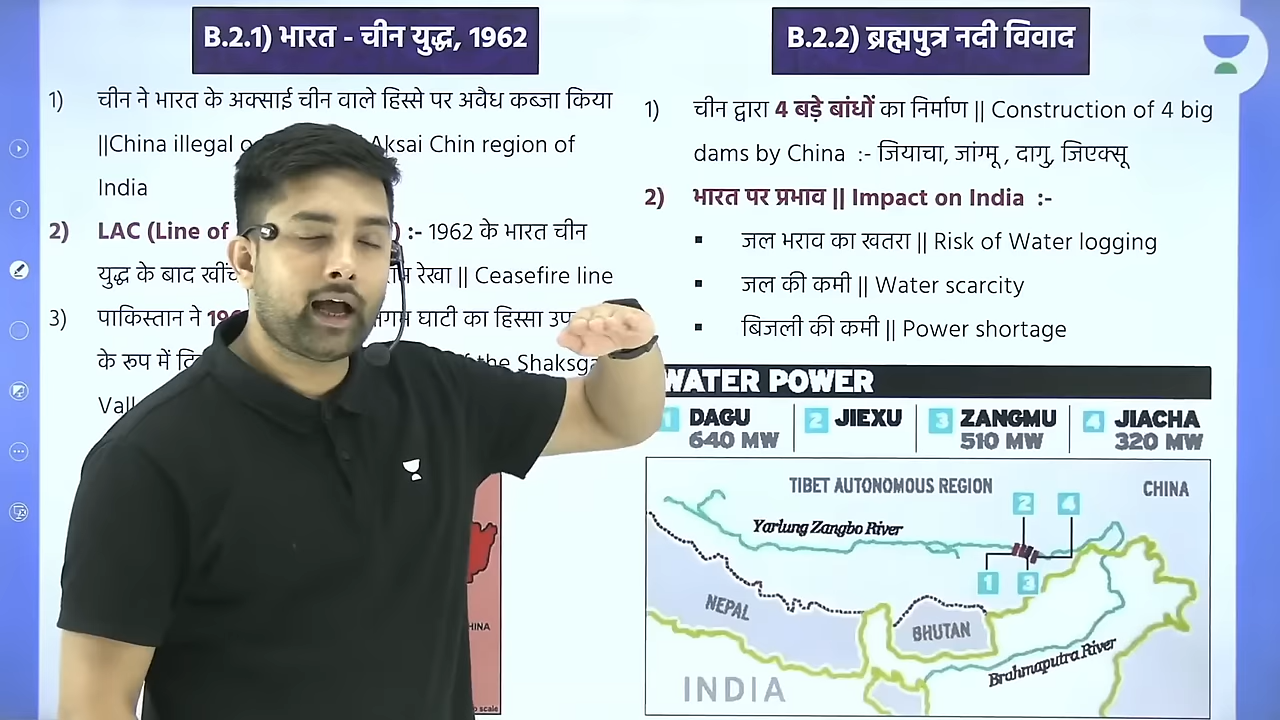 B.2.1) भारत - चीन युद्ध, 1962
1) चीन ने भारत के अक्साई चीन वाले हिस्से पर अवैध कब्जा किया
||China illegal Aksai Chin region of
India
2) LAC (Line of ) :- 1962 के भारत चीन
युद्ध के बाद रेखा || Ceasefire line
3) पाकिस्तान ने घाटी का हिस्सा
के रूप में of the
B.2.2) ब्रह्मपुत्र नदी विवाद
1) चीन द्वारा 4 बड़े बांधों का निर्माण || Construction of 4 big
dams by China :- जियाचा, जांग्मू , दागु, जिएक्सू
2) भारत पर प्रभाव || Impact on India :-
▪ जल भराव का खतरा || Risk of Water logging
▪ जल की कमी || Water scarcity
▪ बिजली की कमी || Power shortage
WATER POWER
1 DAGU 2 JIEXU 3 ZANGMU 4 JIACHA
640 MW 510 MW 320 MW
TIBET AUTONOMOUS REGION
CHINA
2 4
Yarlung Zangbo River
1 3
NEPAL
BHUTAN
Brahmaputra River
INDIA
scale